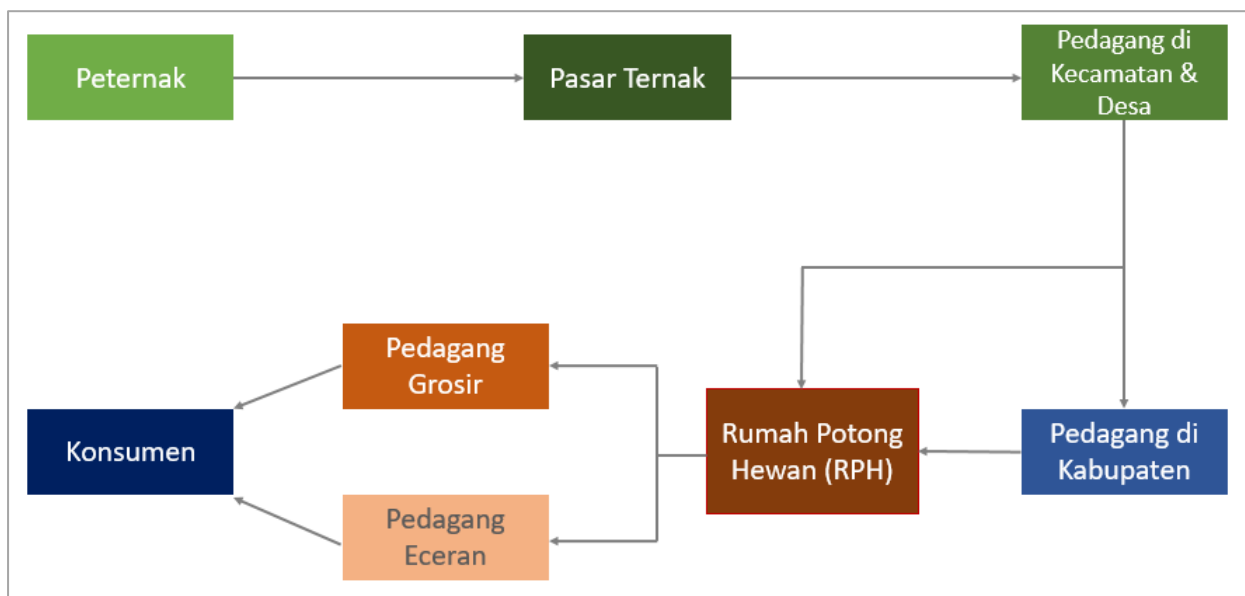 Peternak
Pasar Ternak
Pedagang di
Kecamatan &
Desa
Pedagang
Grosir
Konsumen
Rumah Potong
Hewan (RPH)
Pedagang di
Kabupaten
Pedagang
Eceran